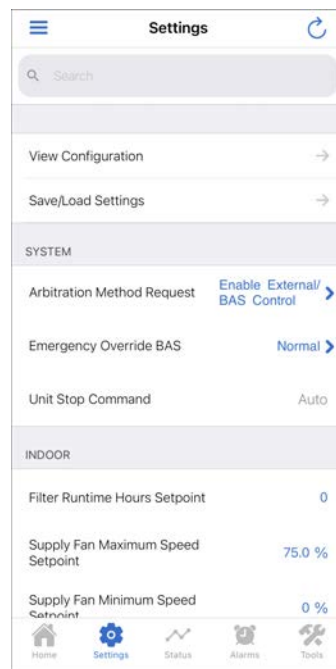 Settings
Search
View Configuration
Save/Load Settings
SYSTEM
Arbitration Method Request
Enable External/
BAS Control
Emergency Override BAS
Normal
Unit Stop Command
Auto
INDOOR
Filter Runtime Hours Setpoint
0
Supply Fan Maximum Speed
Setpoint
75.0 %
Supply Fan Minimum Speed
Setpoint
0 %
Home
Settings
Status
Alarms
Tools